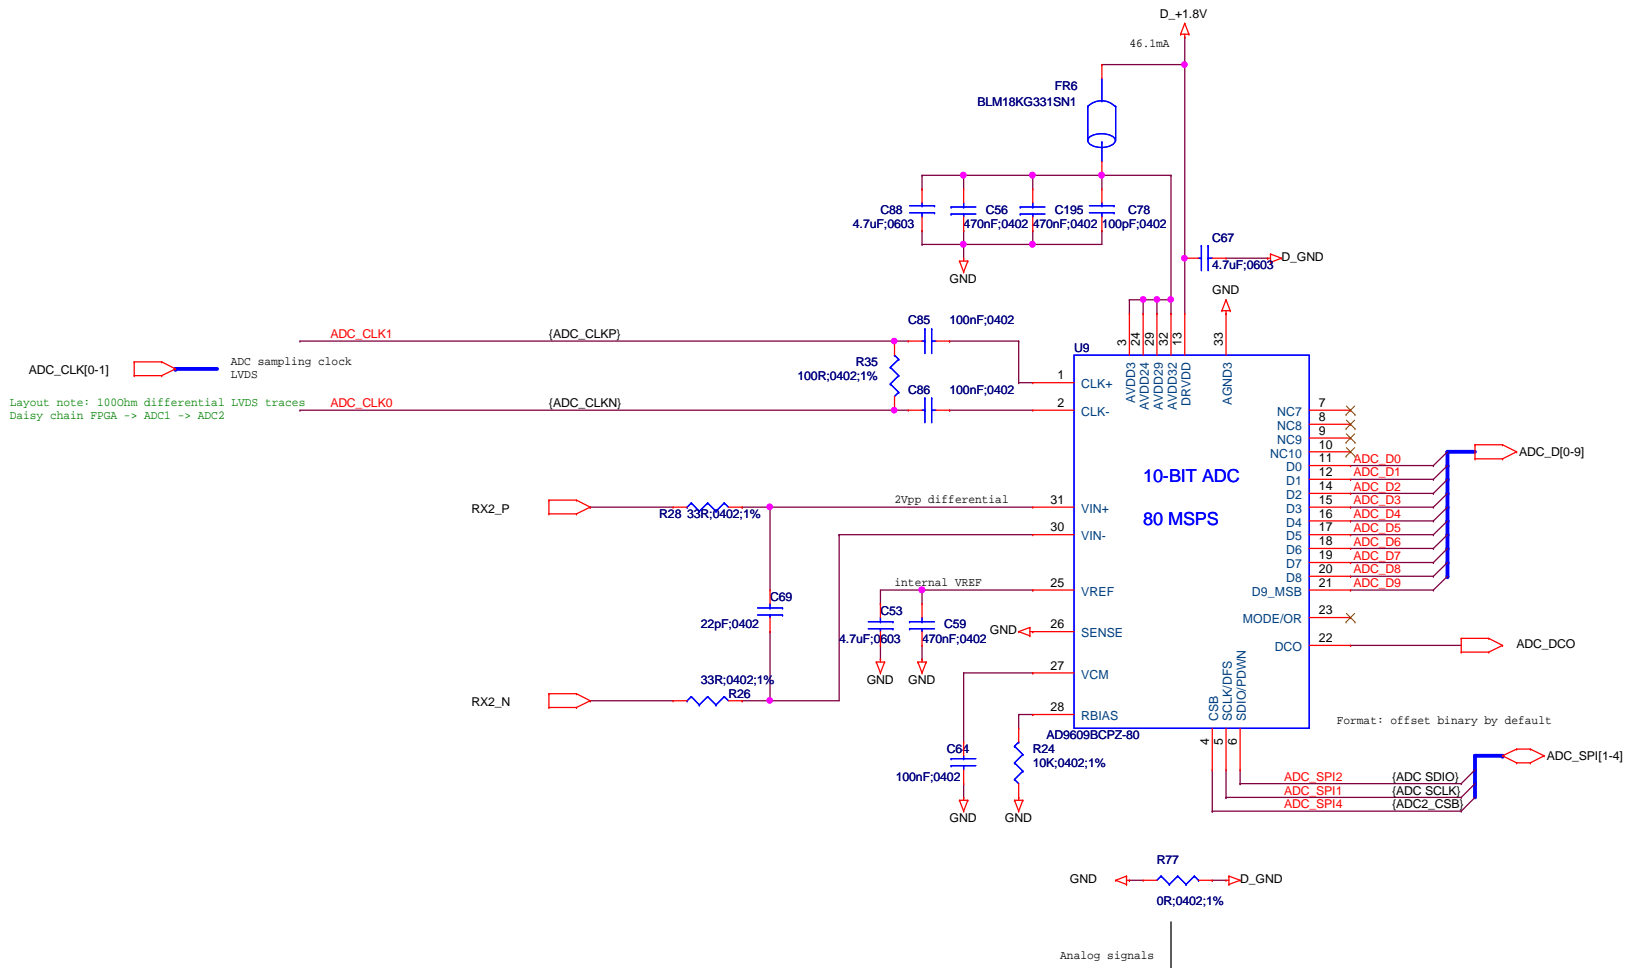 D_+1.8V
46.1mA
FR6
BLM18KG331SN1
C88
4.7uF;0603
C56
470nF;0402
C195
470nF;0402
C78
100pF;0402
GND
C67
4.7uF;0603
D_GND
GND
ADC_CLK[0-1]
ADC sampling clock
LVDS
Layout note: 100Ohm differential LVDS traces
Daisy chain FPGA -> ADC1 -> ADC2
ADC_CLK1
{ADC_CLKP}
ADC_CLK0
{ADC_CLKN}
R35
100R;0402;1%
C85
100nF;0402
C86
100nF;0402
U9
3
24
29
32
13
33
AVDD3
AVDD24
AVDD29
AVDD32
DRVDD
AGND3
1
CLK+
2
CLK-
10-BIT ADC
80 MSPS
31
VIN+
30
VIN-
25
VREF
26
SENSE
27
VCM
28
RBIAS
AD9609BCPZ-80
NC7
7
NC8
8
NC9
9
NC10
10
D0
11
ADC_D0
D1
12
ADC_D1
D2
14
ADC_D2
D3
15
ADC_D3
D4
16
ADC_D4
D5
17
ADC_D5
D6
18
ADC_D6
D7
19
ADC_D7
D8
20
ADC_D8
D9_MSB
21
ADC_D9
ADC_D[0-9]
MODE/OR
23
DCO
22
ADC_DCO
CSB
SCLK/DFS
SDIO/PDWN
4
5
6
Format: offset binary by default
ADC_SPI[1-4]
ADC_SPI2
{ADC SDIO}
ADC_SPI1
{ADC SCLK}
ADC_SPI4
{ADC2_CSB}
RX2_P
R28
33R;0402;1%
2Vpp differential
C69
22pF;0402
RX2_N
33R;0402;1%
R26
internal VREF
C53
4.7uF;0603
C59
470nF;0402
GND
GND
GND
C64
100nF;0402
GND
R24
10K;0402;1%
GND
R77
GND
D_GND
0R;0402;1%
Analog signals